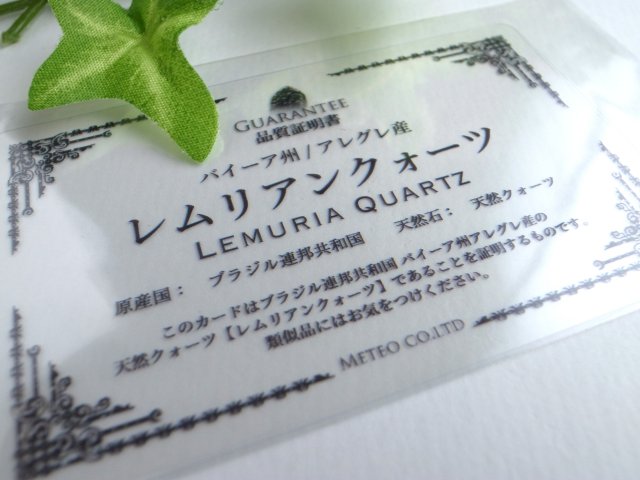 GUARANTEE
品質証明書
バイーア州/アレグレ産
レムリアンクォーツ
LEMURIA QUARTZ
原産国： ブラジル連邦共和国 天然石： 天然クォーツ
このカードはブラジル連邦共和国 バイーア州アレグレ産の
天然クォーツ【レムリアンクォーツ】であることを証明するものです。
類似品にはお気をつけください。
METEO CO.LTD